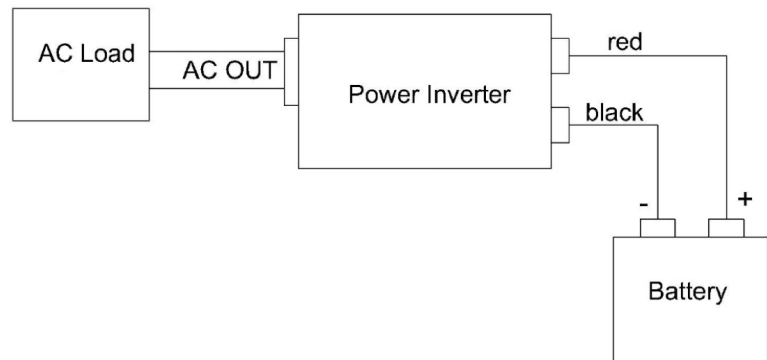 AC Load
AC OUT
Power Inverter
red
black
-
+
Battery